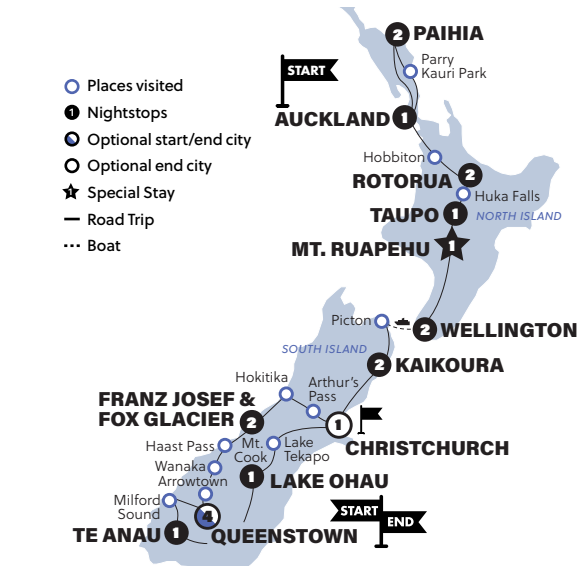 2 PAIHIA
Parry
Kauri Park
START
AUCKLAND 1
Places visited
1 Nightstops
Optional start/end city
Optional end city
1 Special Stay
Road Trip
Boat
Hobbiton
ROTORUA 2
Huka Falls
TAUPO 1
NORTH ISLAND
MT. RUAPEHU 1
Picton
2 WELLINGTON
SOUTH ISLAND
2 KAIKOURA
Hokitika
Arthur's
Pass
FRANZ JOSEF &
FOX GLACIER 2
1
CHRISTCHURCH
Haast Pass
Mt.
Cook
Lake
Tekapo
Wanaka
Arrowtown
1 LAKE OHAU
Milford
Sound
4
START
END
TE ANAU 1
QUEENSTOWN